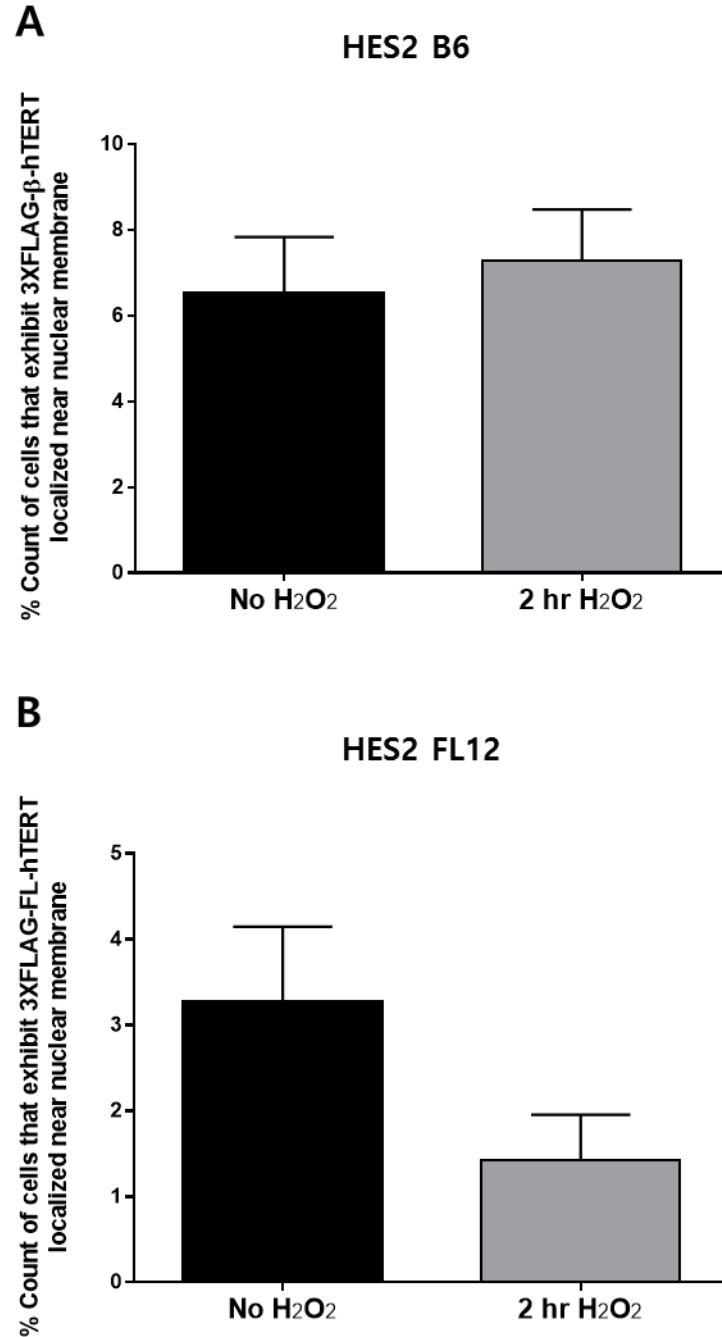 A
HES2 B6
% Count of cells that exhibit 3XFLAG-β-hTERT
localized near nuclear membrane
10
8
6
4
2
0
No H2O2
2 hr H2O2
B
HES2 FL12
% Count of cells that exhibit 3XFLAG-FL-hTERT
localized near nuclear membrane
5
4
3
2
1
0
No H2O2
2 hr H2O2